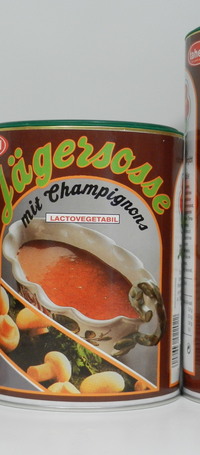 Jägersosse
mit Champignons
LACTOVEGETABIL